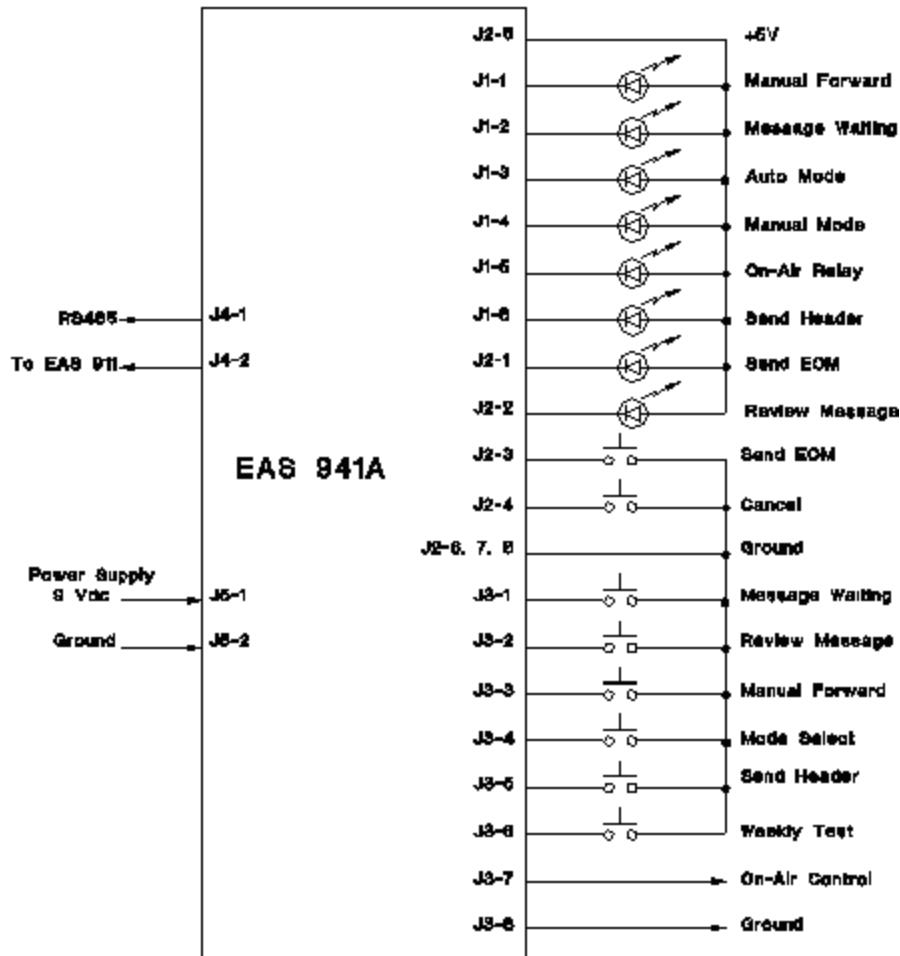 J2-5 +5V
J1-1 Manual Forward
J1-2 Message Waiting
J1-3 Auto Mode
J1-4 Manual Mode
J1-5 On-Air Relay
RS485 J4-1 J1-6 Send Header
To EAS 911 J4-2 J2-1 Send EOM
J2-2 Review Message
EAS 941A J2-3 Send EOM
J2-4 Cancel
J2-6, 7, 8 Ground
Power Supply
9 Vdc J5-1 J3-1 Message Waiting
Ground J5-2 J3-2 Review Message
J3-3 Manual Forward
J3-4 Mode Select
J3-5 Send Header
J3-6 Weekly Test
J3-7 On-Air Control
J3-8 Ground